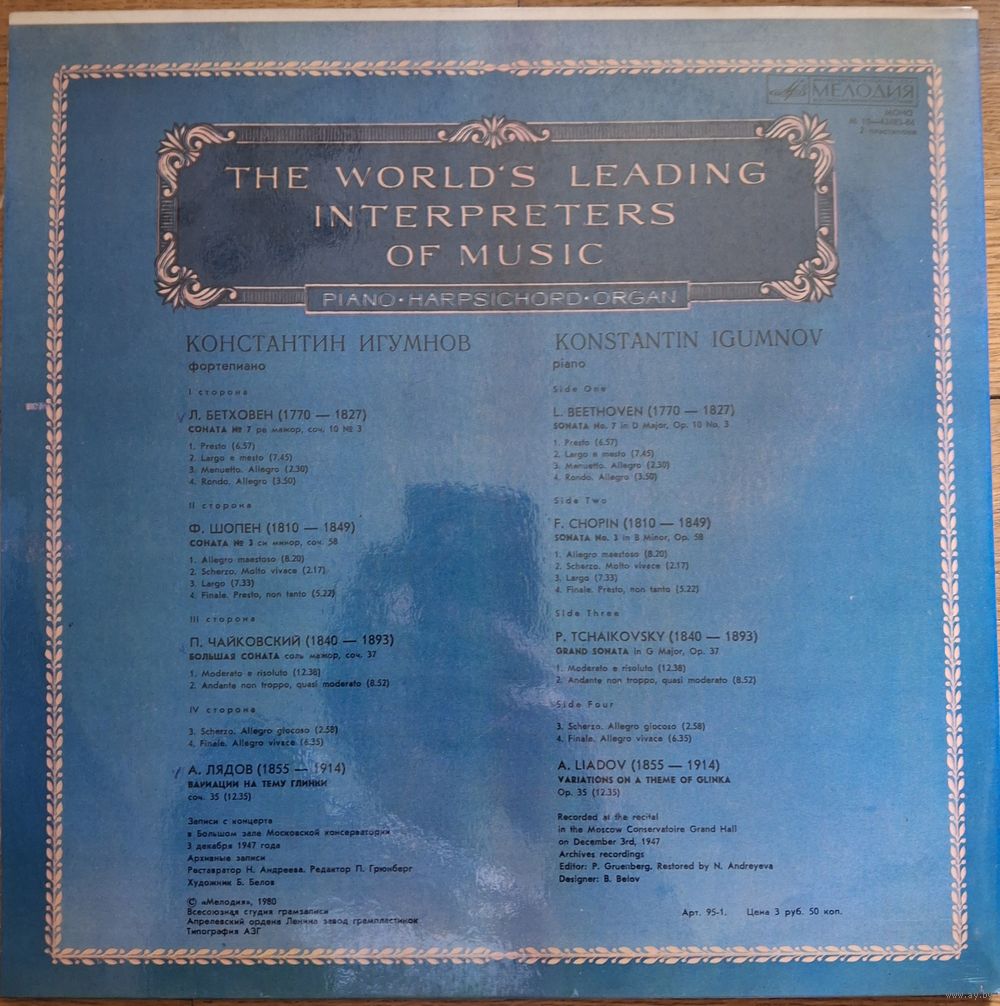 МЕЛОДИЯ
МОНО
2 пластинки
THE WORLD'S LEADING
INTERPRETERS
OF MUSIC
PIANO·HARPSICHORD·ORGAN
КОНСТАНТИН ИГУМНОВ
фортепиано
I сторона
Л. БЕТХОВЕН (1770 — 1827)
СОНАТА № 7 ре мажор, соч. 10 № 3
1. Presto (6.57)
2. Largo e mesto (7.45)
3. Menuetto. Allegro (2.30)
4. Rondo. Allegro (3.50)
II сторона
Ф. ШОПЕН (1810 — 1849)
СОНАТА № 3 си минор, соч. 58
1. Allegro maestoso (8.20)
2. Scherzo. Molto vivace (2.17)
3. Largo (7.33)
4. Finale. Presto, non tanto (5.22)
III сторона
П. ЧАЙКОВСКИЙ (1840 — 1893)
БОЛЬШАЯ СОНАТА соль мажор, соч. 37
1. Moderato e risoluto (12.38)
2. Andante non troppo, quasi moderato (8.52)
IV сторона
3. Scherzo. Allegro giocoso (2.58)
4. Finale. Allegro vivace (6.35)
А. ЛЯДОВ (1855 — 1914)
ВАРИАЦИИ НА ТЕМУ ГЛИНКИ
соч. 35 (12.35)
Записи с концерта
в Большом зале Московской консерватории
3 декабря 1947 года
Архивные записи
Реставратор Н. Андреева. Редактор П. Грюнберг
Художник Б. Белов
© «Мелодия», 1980
Всесоюзная студия грамзаписи
Апрелевский ордена Ленина завод грампластинок
Типография АЗГ
KONSTANTIN IGUMNOV
piano
Side One
L. BEETHOVEN (1770 — 1827)
SONATA No. 7 in D Major, Op. 10 No. 3
1. Presto (6.57)
2. Largo e mesto (7.45)
3. Menuetto. Allegro (2.30)
4. Rondo. Allegro (3.50)
Side Two
F. CHOPIN (1810 — 1849)
SONATA No. 3 in B Minor, Op. 58
1. Allegro maestoso (8.20)
2. Scherzo. Molto vivace (2.17)
3. Largo (7.33)
4. Finale. Presto, non tanto (5.22)
Side Three
P. TCHAIKOVSKY (1840 — 1893)
GRAND SONATA in G Major, Op. 37
1. Moderato e risoluto (12.38)
2. Andante non troppo, quasi moderato (8.52)
Side Four
3. Scherzo. Allegro giocoso (2.58)
4. Finale. Allegro vivace (6.35)
A. LIADOV (1855 — 1914)
VARIATIONS ON A THEME OF GLINKA
Op. 35 (12.35)
Recorded at the recital
in the Moscow Conservatoire Grand Hall
on December 3rd, 1947
Archives recordings
Editor: P. Gruenberg. Restored by N. Andreyeva
Designer: B. Belov
Арт. 95-1. Цена 3 руб. 50 коп.